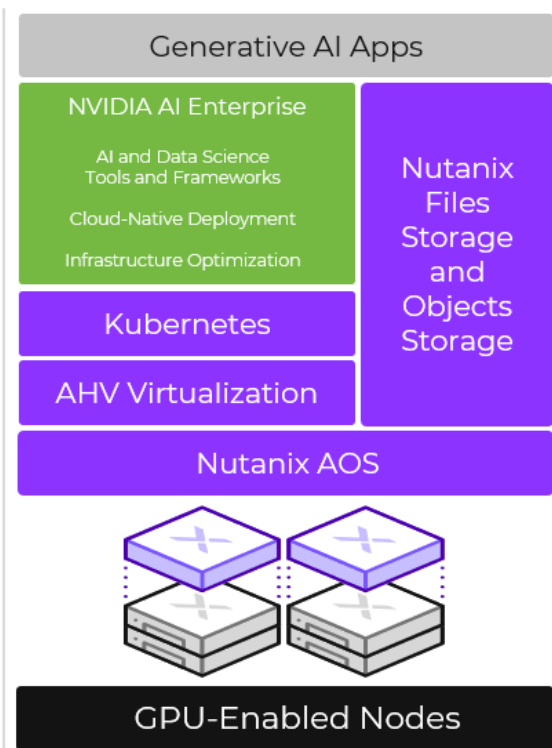 Generative AI Apps
NVIDIA AI Enterprise
AI and Data Science
Tools and Frameworks
Cloud-Native Deployment
Infrastructure Optimization
Nutanix
Files
Storage
and
Objects
Storage
Kubernetes
AHV Virtualization
Nutanix AOS
GPU-Enabled Nodes